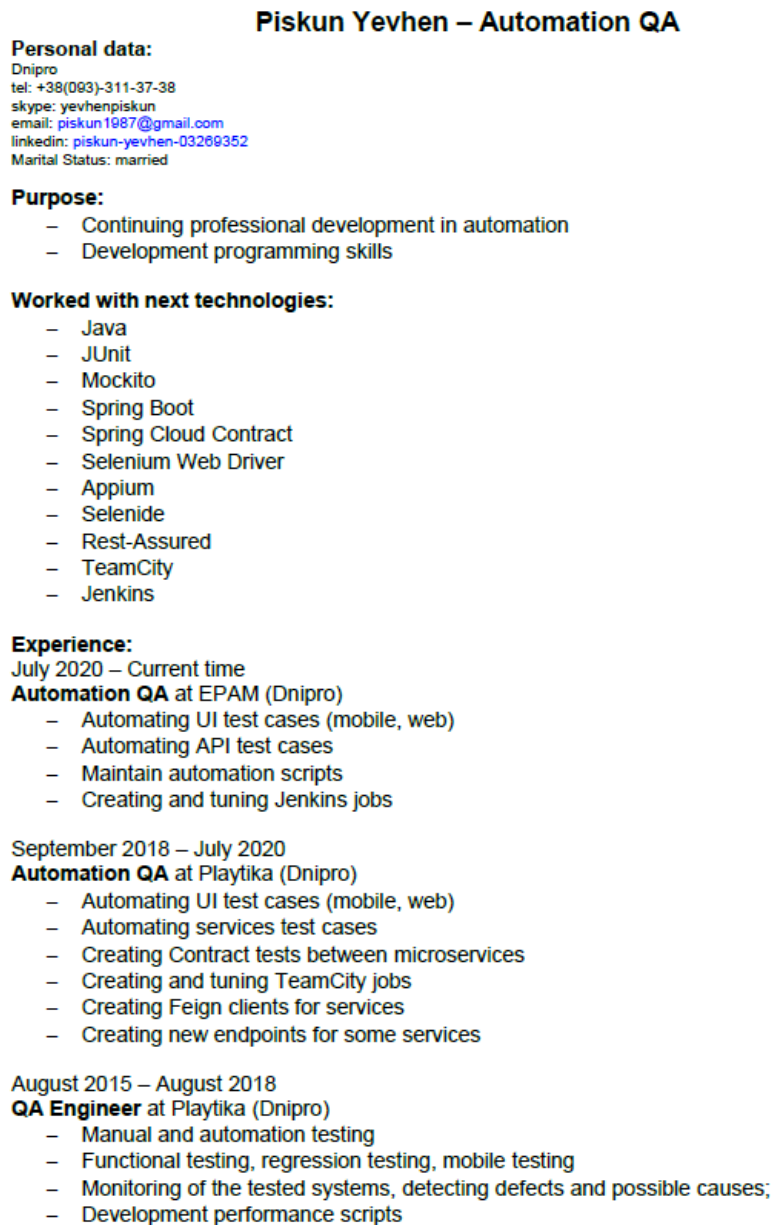 Piskun Yevhen – Automation QA
Personal data:
Dnipro
tel: +38(093)-311-37-38
skype: yevhenpiskun
email: piskun1987@gmail.com
linkedin: piskun-yevhen-03269352
Marital Status: married
Purpose:
– Continuing professional development in automation
– Development programming skills
Worked with next technologies:
– Java
– JUnit
– Mockito
– Spring Boot
– Spring Cloud Contract
– Selenium Web Driver
– Appium
– Selenide
– Rest-Assured
– TeamCity
– Jenkins
Experience:
July 2020 – Current time
Automation QA at EPAM (Dnipro)
– Automating UI test cases (mobile, web)
– Automating API test cases
– Maintain automation scripts
– Creating and tuning Jenkins jobs
September 2018 – July 2020
Automation QA at Playtika (Dnipro)
– Automating UI test cases (mobile, web)
– Automating services test cases
– Creating Contract tests between microservices
– Creating and tuning TeamCity jobs
– Creating Feign clients for services
– Creating new endpoints for some services
August 2015 – August 2018
QA Engineer at Playtika (Dnipro)
– Manual and automation testing
– Functional testing, regression testing, mobile testing
– Monitoring of the tested systems, detecting defects and possible causes;
– Development performance scripts